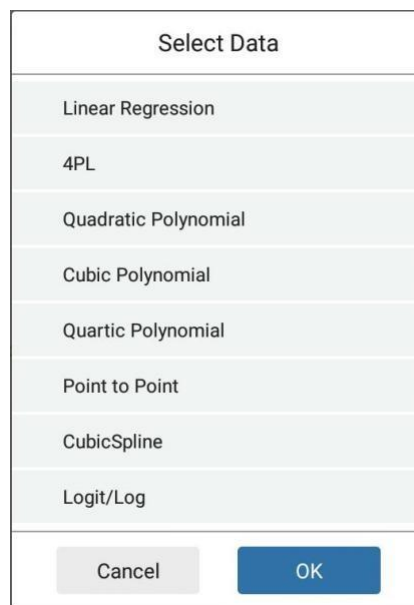 Select Data
Linear Regression
4PL
Quadratic Polynomial
Cubic Polynomial
Quartic Polynomial
Point to Point
CubicSpline
Logit/Log
Cancel
OK